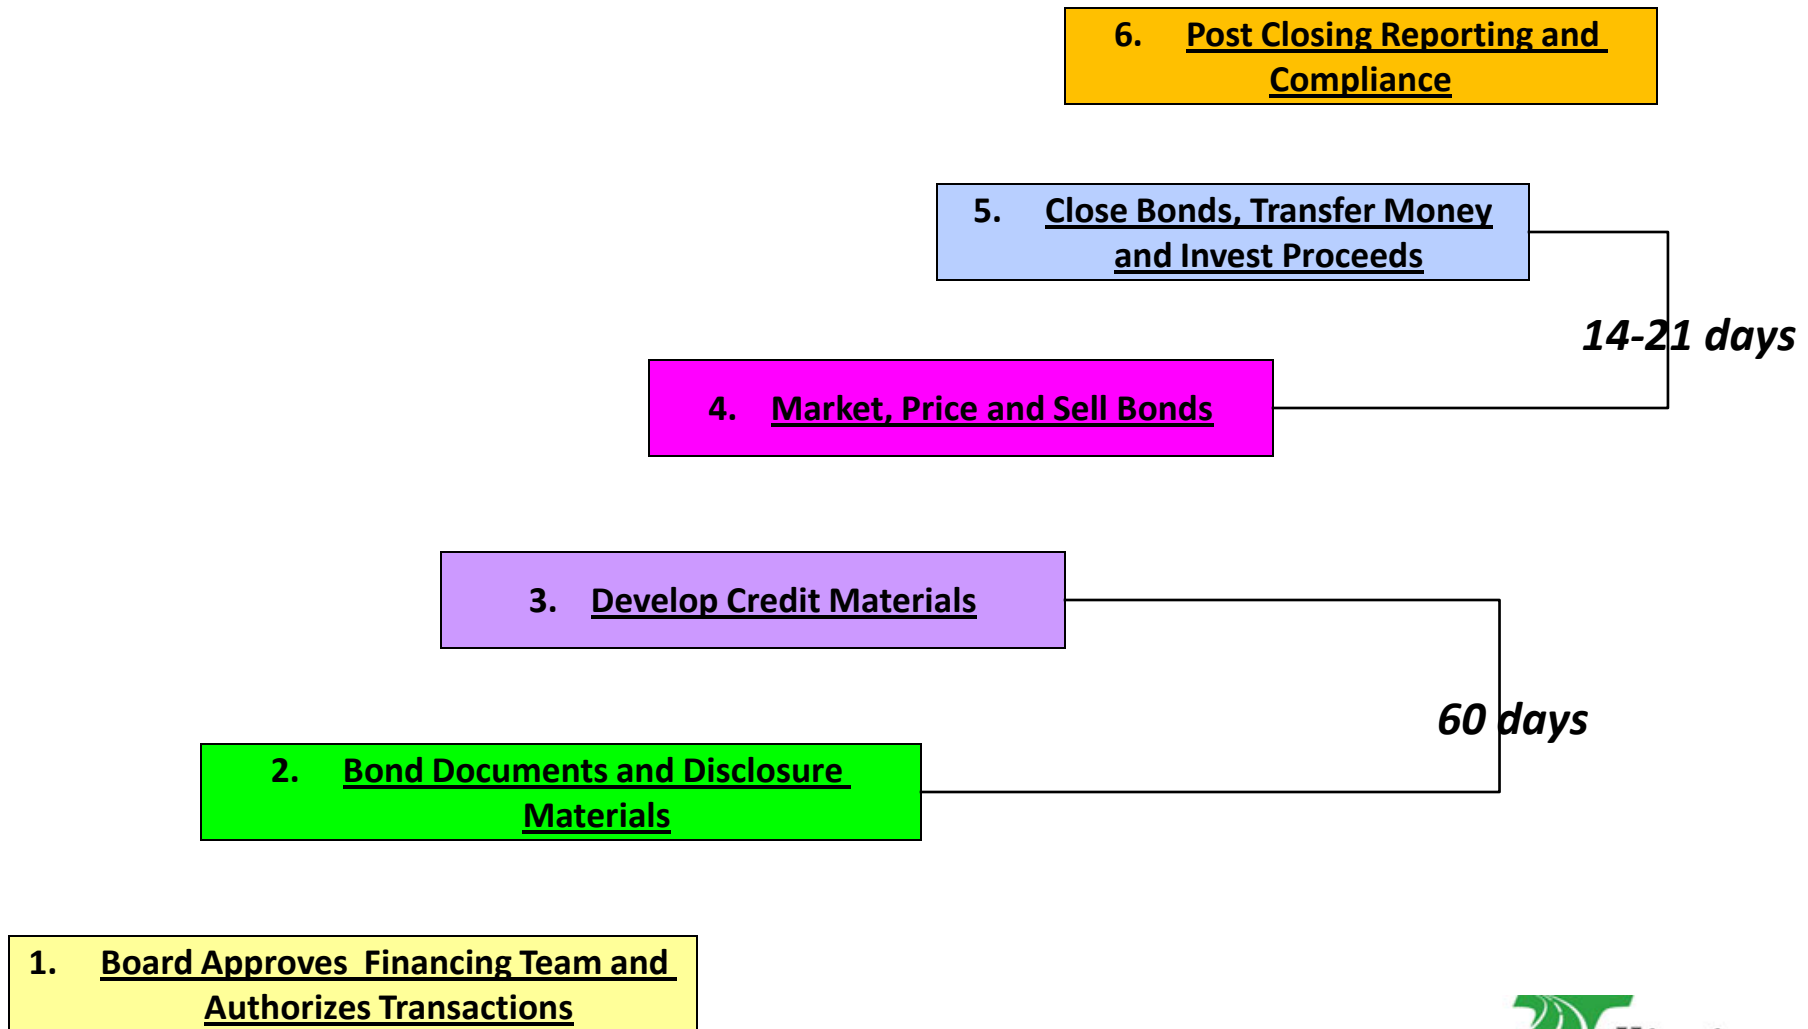 6. Post Closing Reporting and
Compliance
5. Close Bonds, Transfer Money
and Invest Proceeds
14-21 days
4. Market, Price and Sell Bonds
3. Develop Credit Materials
60 days
2. Bond Documents and Disclosure
Materials
1. Board Approves Financing Team and
Authorizes Transactions